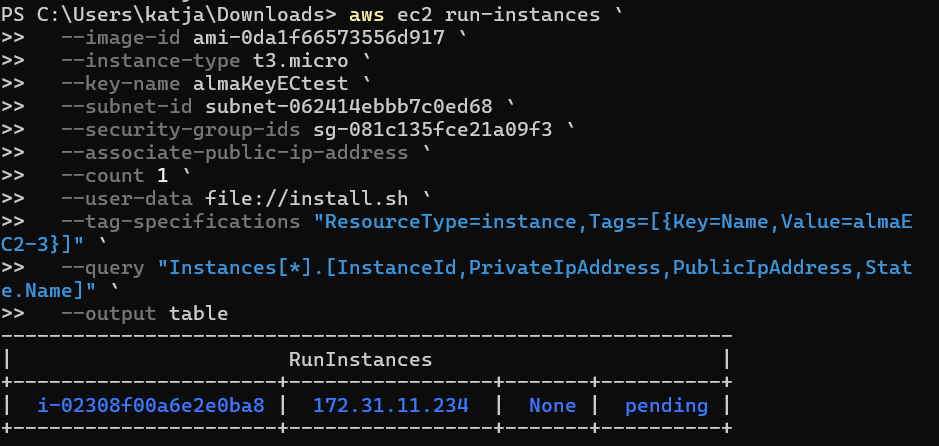 PS C:\Users\katja\Downloads> aws ec2 run-instances `
>>   --image-id ami-0da1f66573556d917 `
>>   --instance-type t3.micro `
>>   --key-name almaKeyECtest `
>>   --subnet-id subnet-062414ebbb7c0ed68 `
>>   --security-group-ids sg-081c135fce21a09f3 `
>>   --associate-public-ip-address `
>>   --count 1 `
>>   --user-data file://install.sh `
>>   --tag-specifications "ResourceType=instance,Tags=[{Key=Name,Value=almaE
C2-3}]" `
>>   --query "Instances[*].[InstanceId,PrivateIpAddress,PublicIpAddress,Stat
e.Name]" `
>>   --output table
-------------------------------------------------------------
|                       RunInstances                        |
+----------------------+-----------------+-------+----------+
|  i-02308f00a6e2e0ba8 |  172.31.11.234  |  None |  pending |
+----------------------+-----------------+-------+----------+